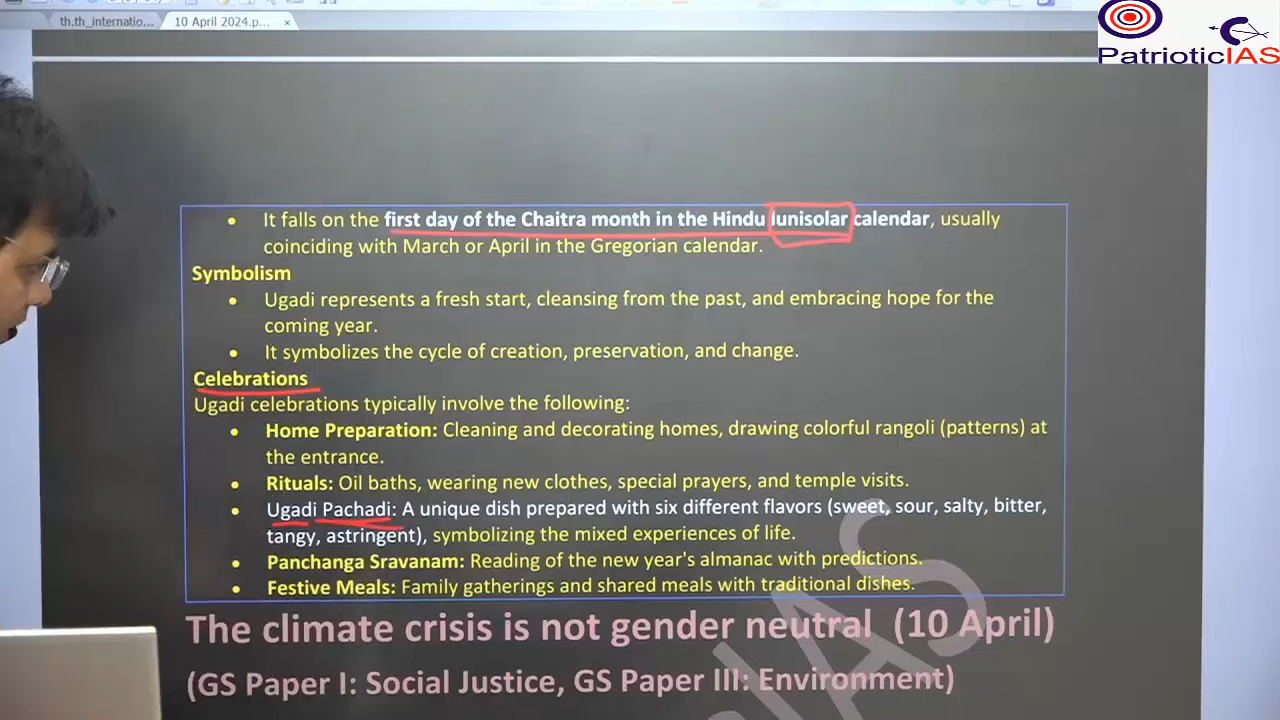 th.th_internatio...
10 April 2024.p...
PatrioticIAS
It falls on the first day of the Chaitra month in the Hindu lunisolar calendar, usually
coinciding with March or April in the Gregorian calendar.
Symbolism
Ugadi represents a fresh start, cleansing from the past, and embracing hope for the
coming year.
It symbolizes the cycle of creation, preservation, and change.
Celebrations
Ugadi celebrations typically involve the following:
Home Preparation: Cleaning and decorating homes, drawing colorful rangoli (patterns) at
the entrance.
Rituals: Oil baths, wearing new clothes, special prayers, and temple visits.
Ugadi Pachadi: A unique dish prepared with six different flavors (sweet, sour, salty, bitter,
tangy, astringent), symbolizing the mixed experiences of life.
Panchanga Sravanam: Reading of the new year's almanac with predictions.
Festive Meals: Family gatherings and shared meals with traditional dishes.
The climate crisis is not gender neutral (10 April)
(GS Paper I: Social Justice, GS Paper III: Environment)